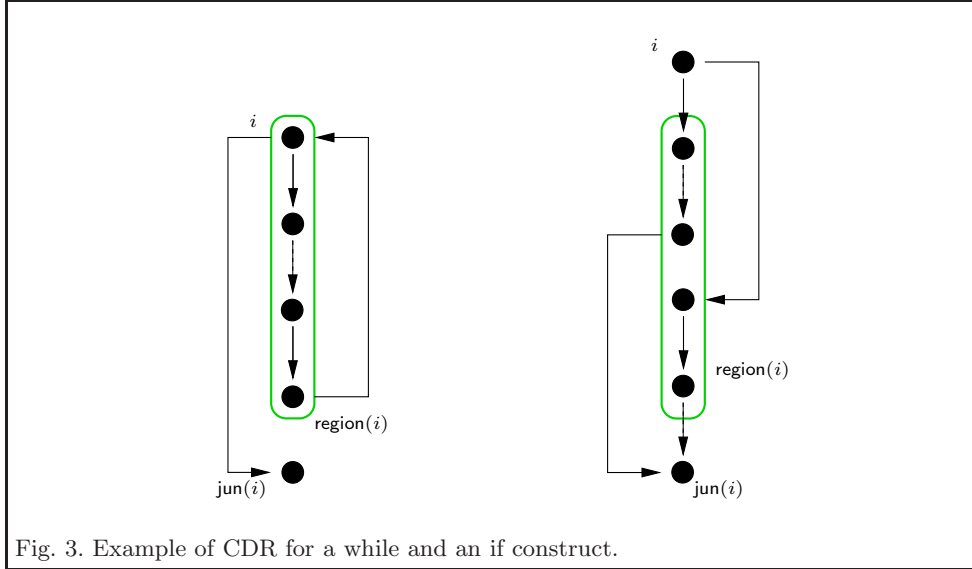 i
region(i)
jun(i)
i
region(i)
jun(i)
Fig. 3. Example of CDR for a while and an if construct.